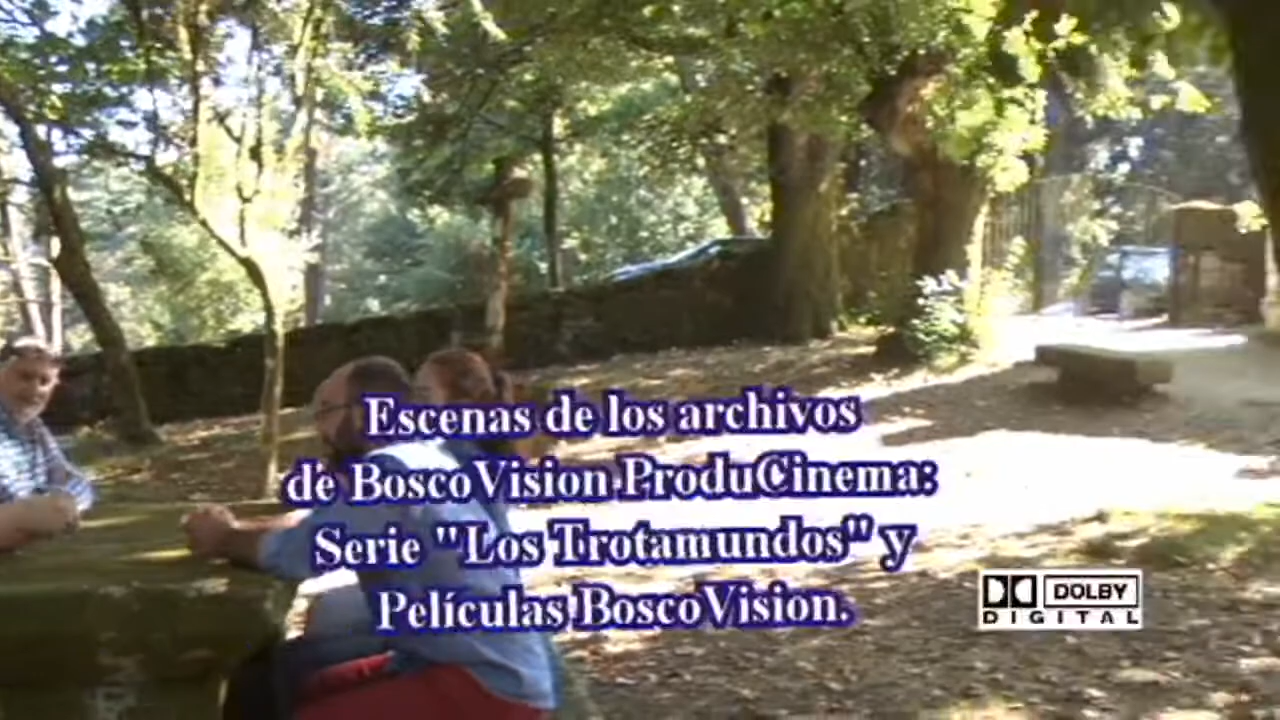 Escenas de los archivos
de BoscoVision ProduCinema:
Serie "Los Trotamundos" y
Películas BoscoVision.
DOLBY
DIGITAL